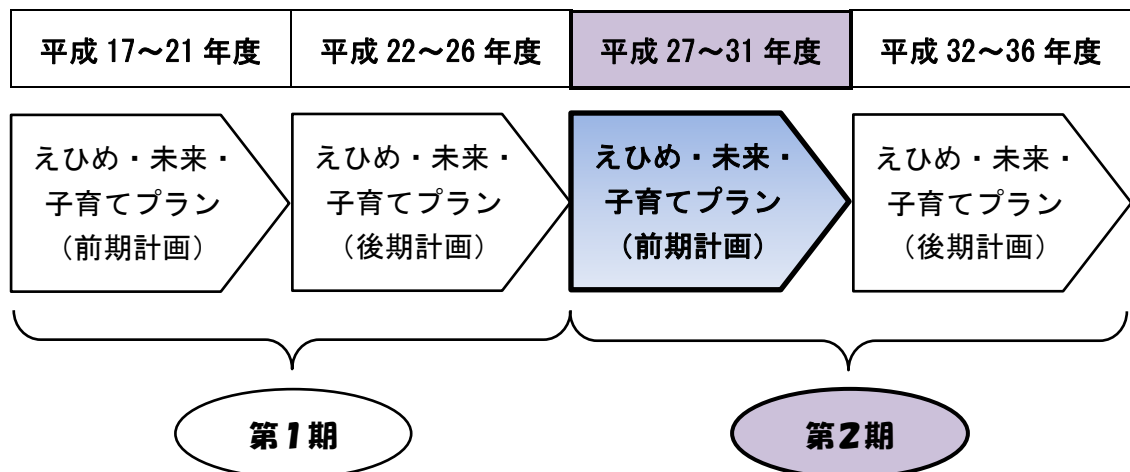 平成 17～21 年度
平成 22～26 年度
平成 27～31 年度
平成 32～36 年度
えひめ・未来・
子育てプラン
（前期計画）
えひめ・未来・
子育てプラン
（後期計画）
えひめ・未来・
子育てプラン
（前期計画）
えひめ・未来・
子育てプラン
（後期計画）
第1期
第2期